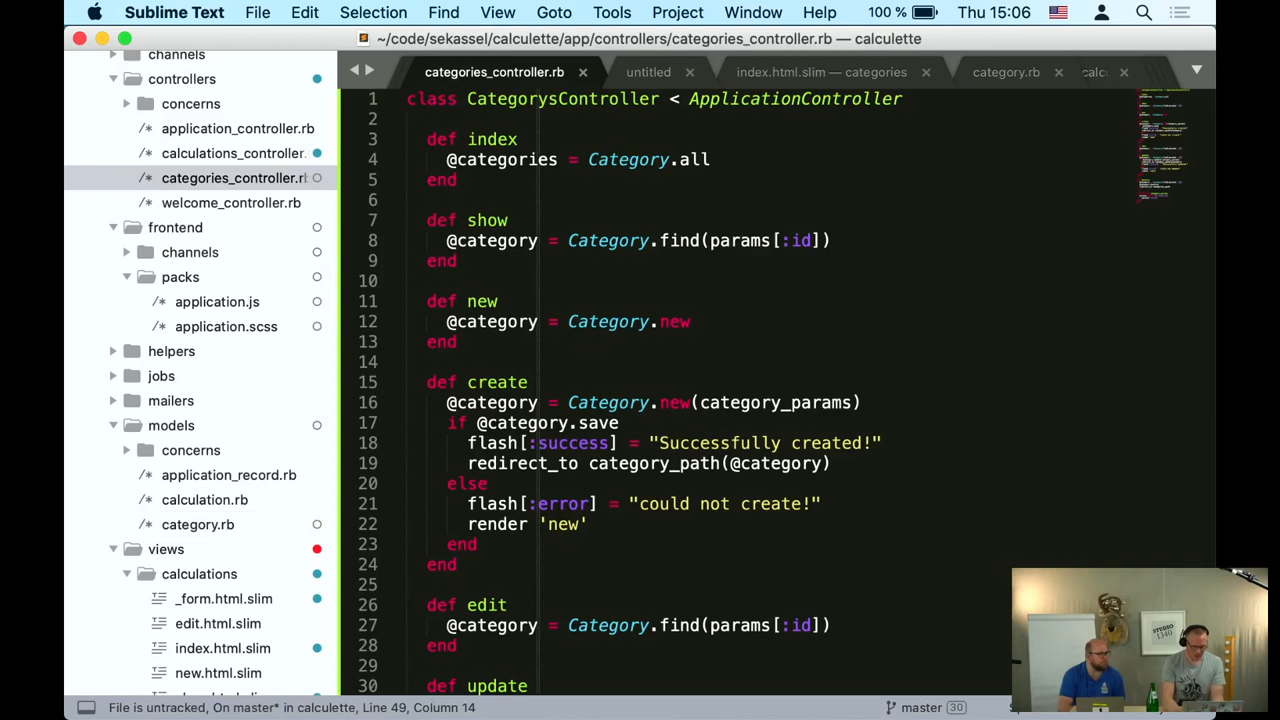 Sublime Text File Edit Selection Find View Goto Tools Project Window Help 100 % Thu 15:06
~/code/sekassel/calculette/app/controllers/categories_controller.rb — calculette
channels
controllers
concerns
application_controller.rb
calculations_controller.
categories_controller.r
welcome_controller.rb
frontend
channels
packs
application.js
application.scss
helpers
jobs
mailers
models
concerns
application_record.rb
calculation.rb
category.rb
views
calculations
_form.html.slim
edit.html.slim
index.html.slim
new.html.slim
categories_controller.rb untitled index.html.slim — categories category.rb calc
1 class CategorysController < ApplicationController
2
3 def index
4 @categories = Category.all
5 end
6
7 def show
8 @category = Category.find(params[:id])
9 end
10
11 def new
12 @category = Category.new
13 end
14
15 def create
16 @category = Category.new(category_params)
17 if @category.save
18 flash[:success] = "Successfully created!"
19 redirect_to category_path(@category)
20 else
21 flash[:error] = "could not create!"
22 render 'new'
23 end
24 end
25
26 def edit
27 @category = Category.find(params[:id])
28 end
29
30 def update
STUDIO
1340
File is untracked, On master* in calculette, Line 49, Column 14
master 30